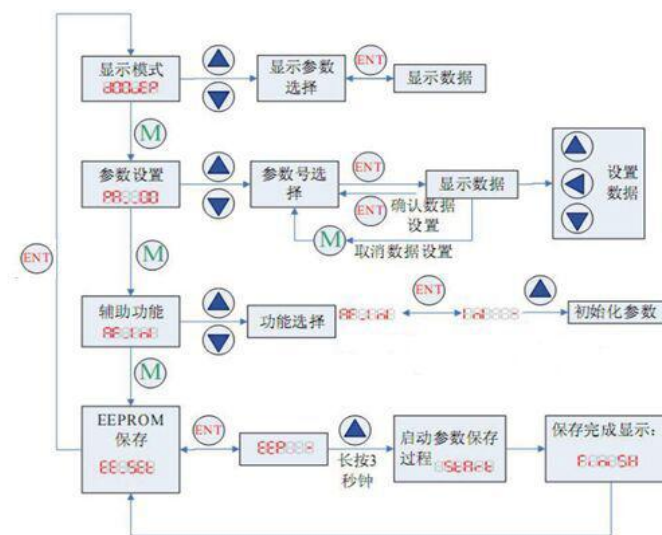 显示模式
显示参数
选择
ENT
显示数据
M
参数设置
参数号选
择
ENT
显示数据
设置
数据
ENT
确认数据
设置
M
取消数据设置
ENT
M
辅助功能
功能选择
ENT
初始化参数
M
EEPROM
保存
ENT
长按3
秒钟
启动参数保存
过程
保存完成显示: